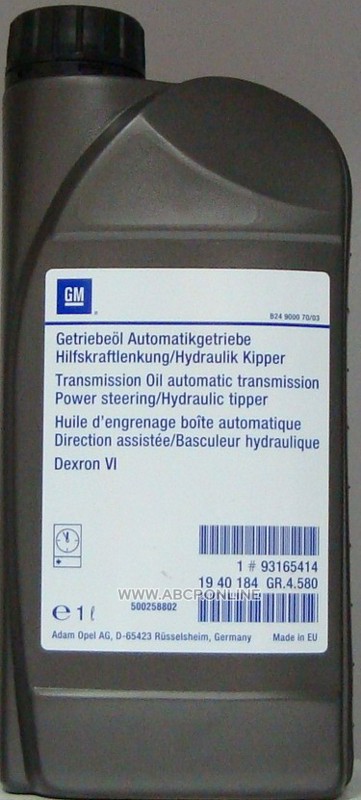 GM
B24 9000 70/03
Getriebeöl Automatikgetriebe
Hilfskraftlenkung/Hydraulik Kipper
Transmission Oil automatic transmission
Power steering/Hydraulic tipper
Huile d'engrenage boîte automatique
Direction assistée/Basculeur hydraulique
Dexron VI
1 # 93165414
19 40 184 GR.4.580
WWW.ABCPONLINE
500258802
℮ 1 ℓ
Adam Opel AG, D-65423 Rüsselsheim, Germany
Made in EU